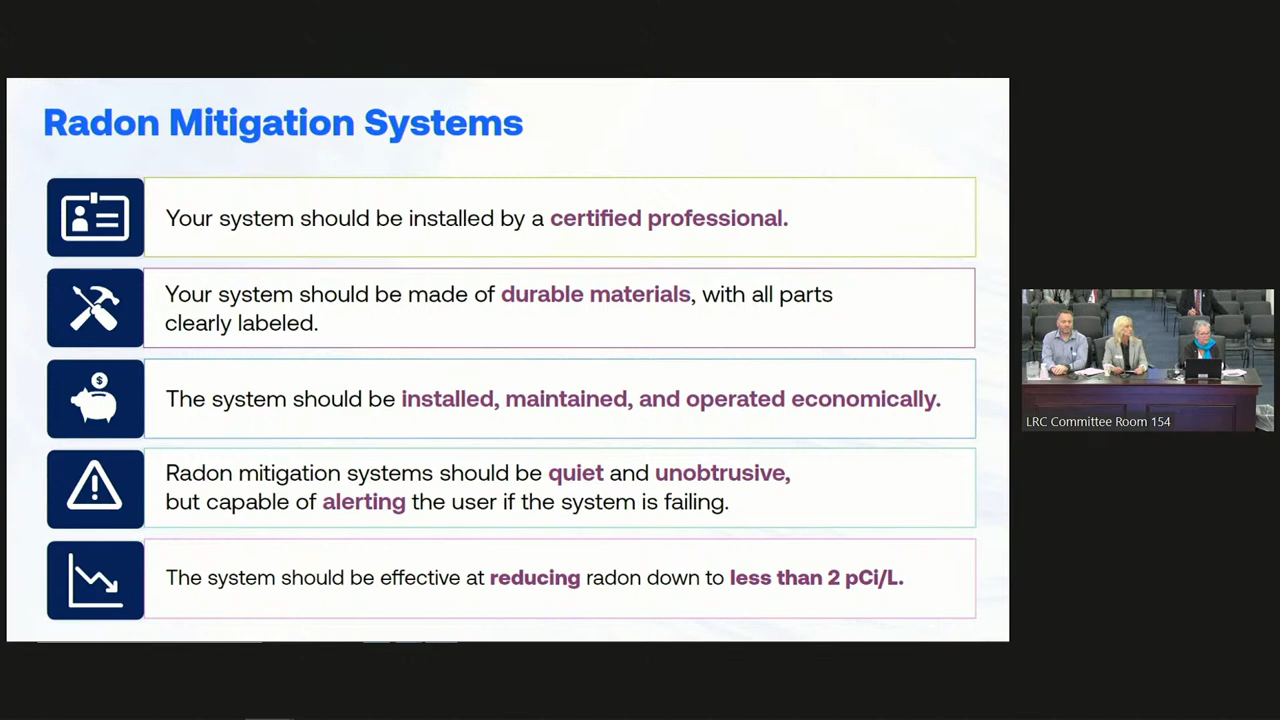 Radon Mitigation Systems
Your system should be installed by a certified professional.
Your system should be made of durable materials, with all parts
clearly labeled.
$
The system should be installed, maintained, and operated economically.
Radon mitigation systems should be quiet and unobtrusive,
but capable of alerting the user if the system is failing.
The system should be effective at reducing radon down to less than 2 pCi/L.
LRC Committee Room 154